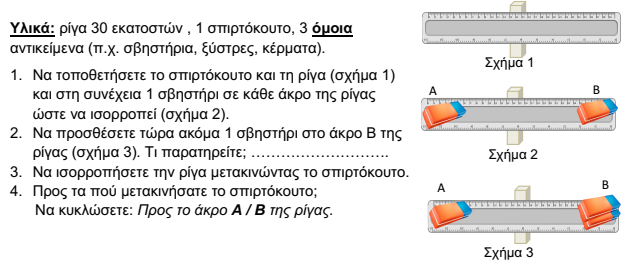 Υλικά: ρίγα 30 εκατοστών , 1 σπιρτόκουτο, 3 όμοια
αντικείμενα (π.χ. σβηστήρια, ξύστρες, κέρματα).
1. Να τοποθετήσετε το σπιρτόκουτο και τη ρίγα (σχήμα 1)
και στη συνέχεια 1 σβηστήρι σε κάθε άκρο της ρίγας
ώστε να ισορροπεί (σχήμα 2).
2. Να προσθέσετε τώρα ακόμα 1 σβηστήρι στο άκρο Β της
ρίγας (σχήμα 3). Τι παρατηρείτε; ……………………….
3. Να ισορροπήσετε την ρίγα μετακινώντας το σπιρτόκουτο.
4. Προς τα πού μετακινήσατε το σπιρτόκουτο;
Να κυκλώσετε: Προς το άκρο Α / Β της ρίγας.
Σχήμα 1
Α Β
Σχήμα 2
Α Β
Σχήμα 3